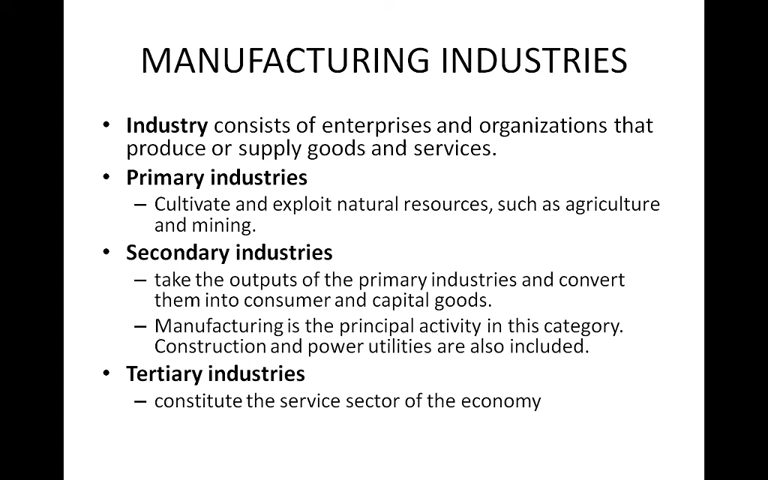 MANUFACTURING INDUSTRIES
• Industry consists of enterprises and organizations that
produce or supply goods and services.
• Primary industries
– Cultivate and exploit natural resources, such as agriculture
and mining.
• Secondary industries
– take the outputs of the primary industries and convert
them into consumer and capital goods.
– Manufacturing is the principal activity in this category.
Construction and power utilities are also included.
• Tertiary industries
– constitute the service sector of the economy